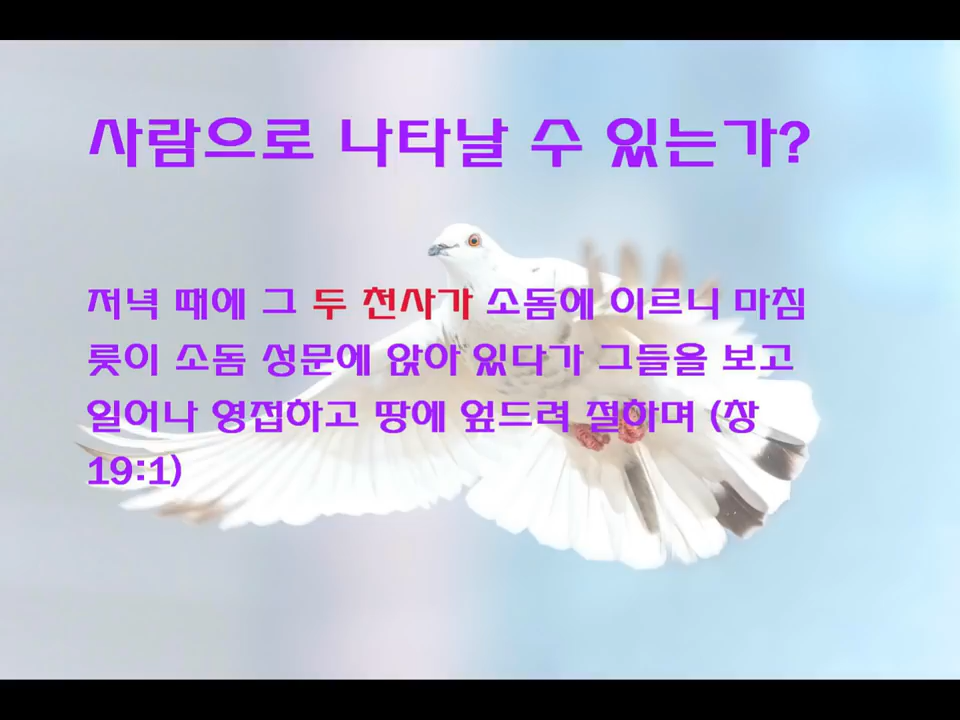 사람으로 나타날 수 있는가?
저녁 때에 그 두 천사가 소돔에 이르니 마침
롯이 소돔 성문에 앉아 있다가 그들을 보고
일어나 영접하고 땅에 엎드려 절하며 (창
19:1)